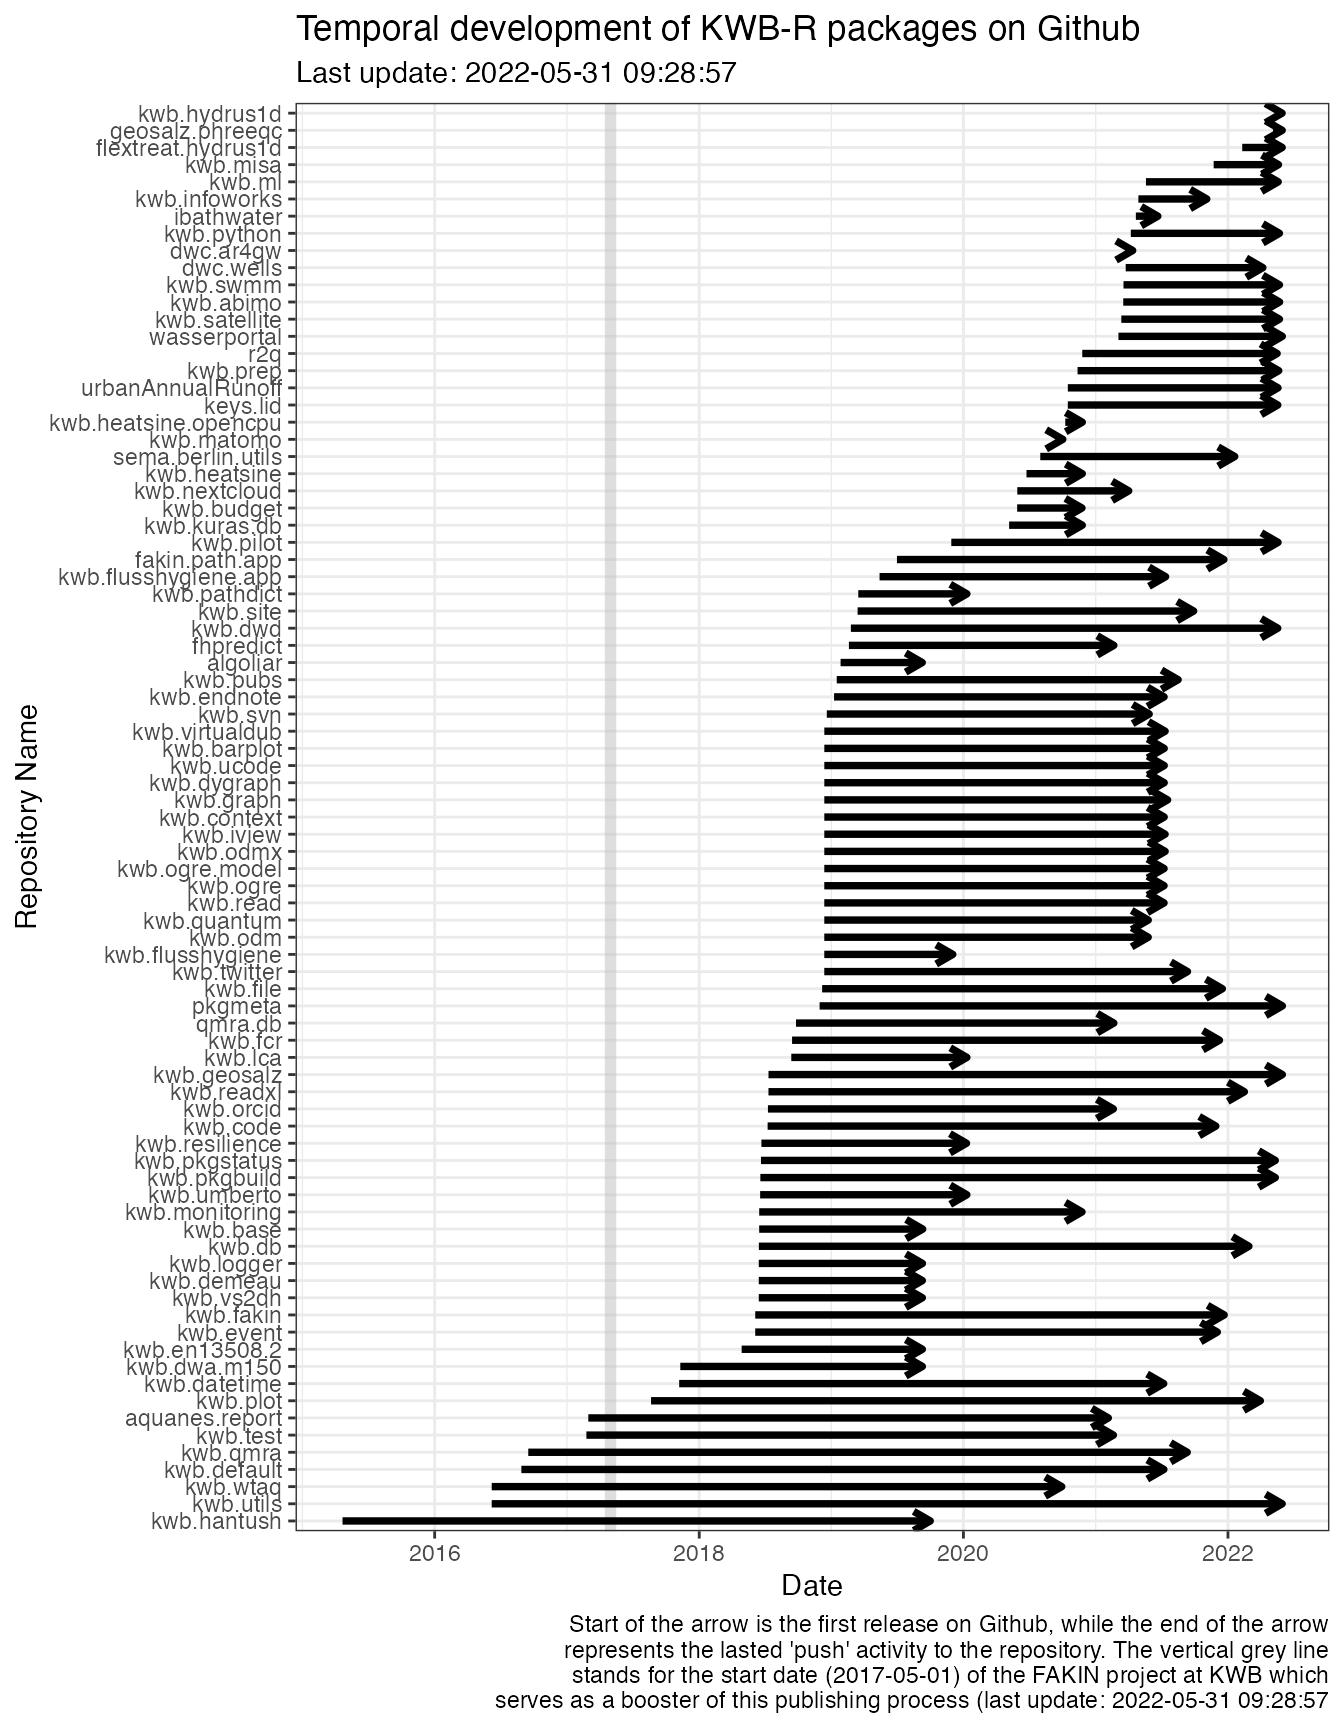 Temporal development of KWB-R packages on Github
Last update: 2022-05-31 09:28:57
Repository Name
kwb.hydrus1d
geosalz.phreeqc
flextreat.hydrus1d
kwb.misa
kwb.ml
kwb.infoworks
ibathwater
kwb.python
dwc.ar4gw
dwc.wells
kwb.swmm
kwb.abimo
kwb.satellite
wasserportal
r2q
kwb.prep
urbanAnnualRunoff
keys.lid
kwb.heatsine.opencpu
kwb.matomo
sema.berlin.utils
kwb.heatsine
kwb.nextcloud
kwb.budget
kwb.kuras.db
kwb.pilot
fakin.path.app
kwb.flusshygiene.app
kwb.pathdict
kwb.site
kwb.dwd
fhpredict
algoliar
kwb.pubs
kwb.endnote
kwb.svn
kwb.virtualdub
kwb.barplot
kwb.ucode
kwb.dygraph
kwb.graph
kwb.context
kwb.iview
kwb.odmx
kwb.ogre.model
kwb.ogre
kwb.read
kwb.quantum
kwb.odm
kwb.flusshygiene
kwb.twitter
kwb.file
pkgmeta
qmra.db
kwb.fcr
kwb.lca
kwb.geosalz
kwb.readxl
kwb.orcid
kwb.code
kwb.resilience
kwb.pkgstatus
kwb.pkgbuild
kwb.umberto
kwb.monitoring
kwb.base
kwb.db
kwb.logger
kwb.demeau
kwb.vs2dh
kwb.fakin
kwb.event
kwb.en13508.2
kwb.dwa.m150
kwb.datetime
kwb.plot
aquanes.report
kwb.test
kwb.qmra
kwb.default
kwb.wtaq
kwb.utils
kwb.hantush
2016 2018 2020 2022
Date
Start of the arrow is the first release on Github, while the end of the arrow
represents the lasted 'push' activity to the repository. The vertical grey line
stands for the start date (2017-05-01) of the FAKIN project at KWB which
serves as a booster of this publishing process (last update: 2022-05-31 09:28:57